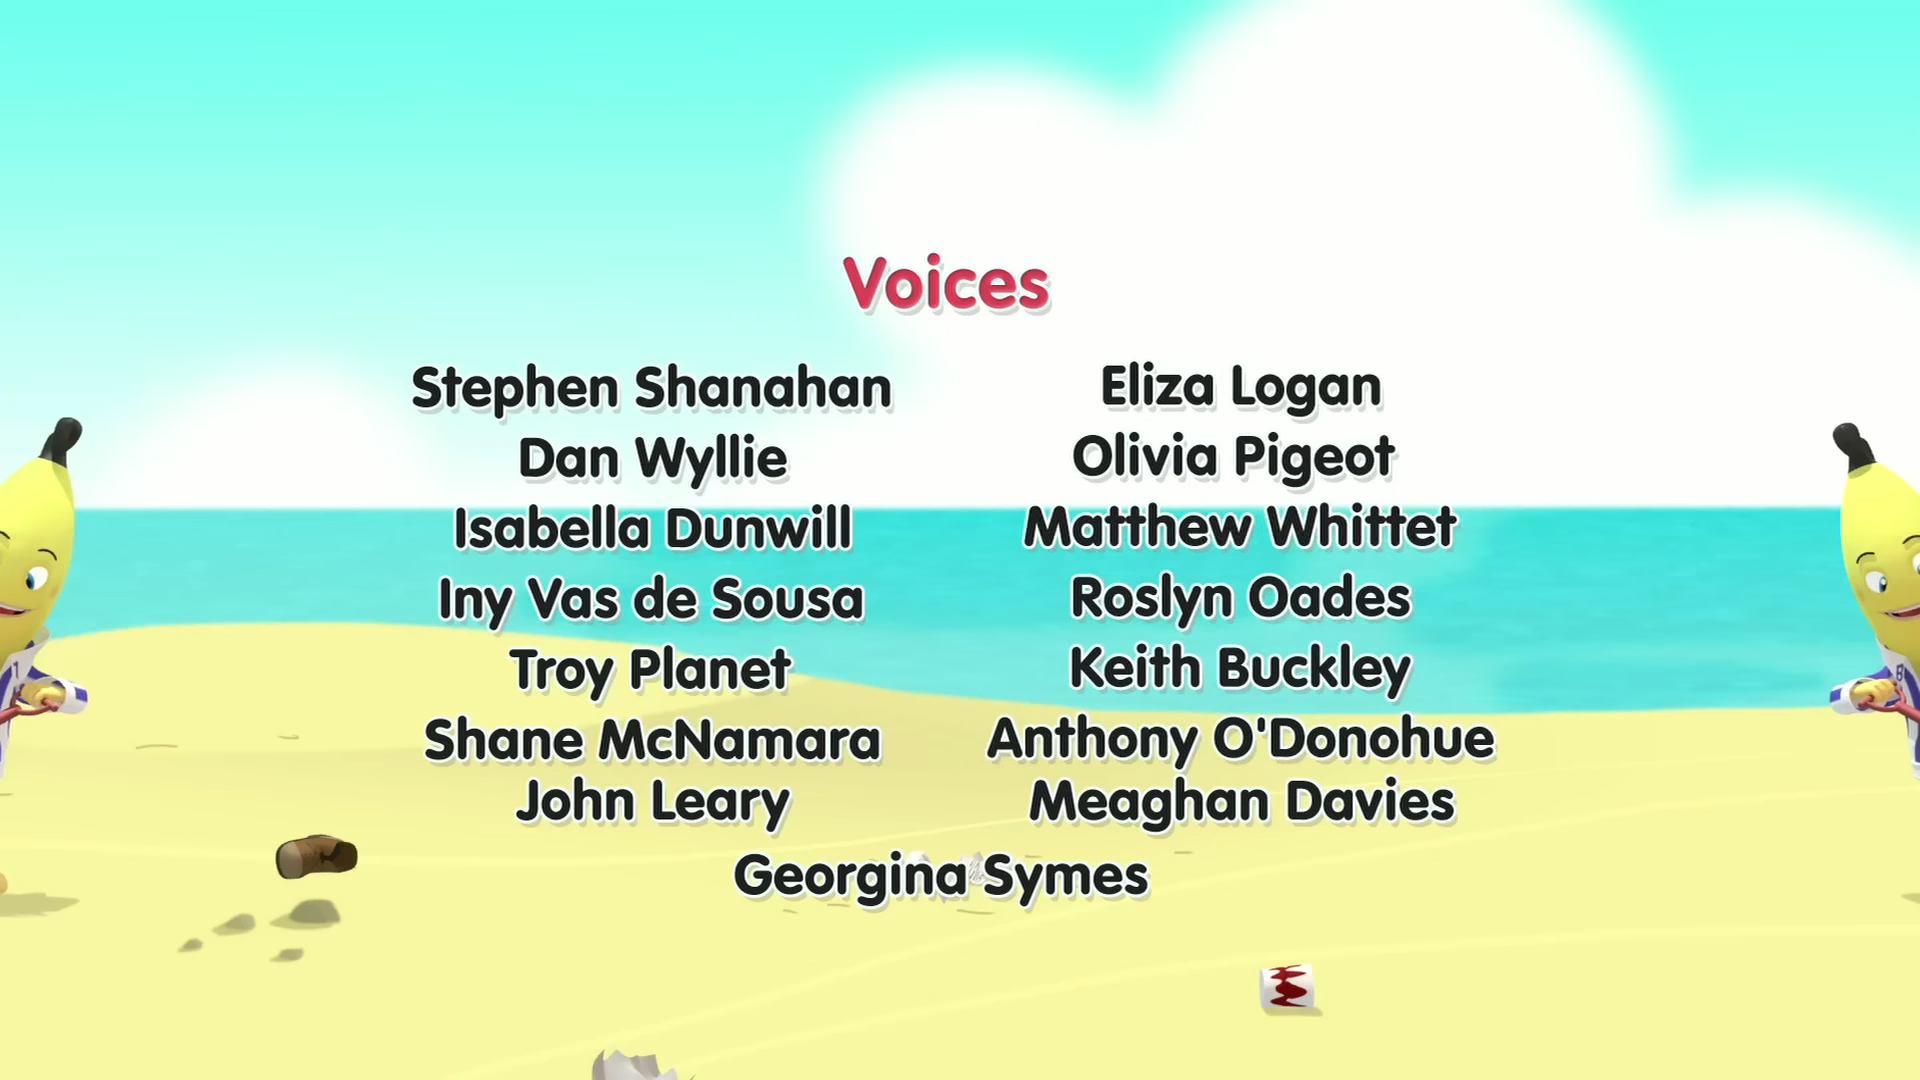 Voices
Stephen Shanahan
Eliza Logan
Dan Wyllie
Olivia Pigeot
Isabella Dunwill
Matthew Whittet
Iny Vas de Sousa
Roslyn Oades
Troy Planet
Keith Buckley
Shane McNamara
Anthony O'Donohue
John Leary
Meaghan Davies
Georgina Symes